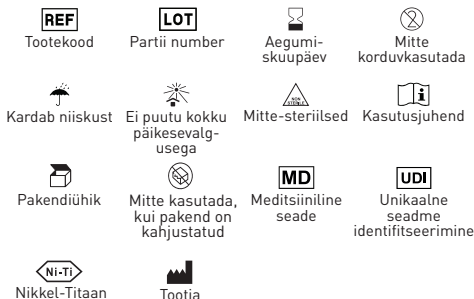 REF
Tootekood
LOT
Partii number
Aegumi-
skuupäev
2
Mitte
korduvkasutada
Kardab niiskust
Ei puutu kokku
päikesevalg-
usega
NON
STERILE
Mitte-steriilsed
i
Kasutusjuhend
Pakendiühik
Mitte kasutada,
kui pakend on
kahjustatud
MD
Meditsiiniline
seade
UDI
Unikaalne
seadme
identifitseerimine
Ni-Ti
Nikkel-Titaan
Tootja